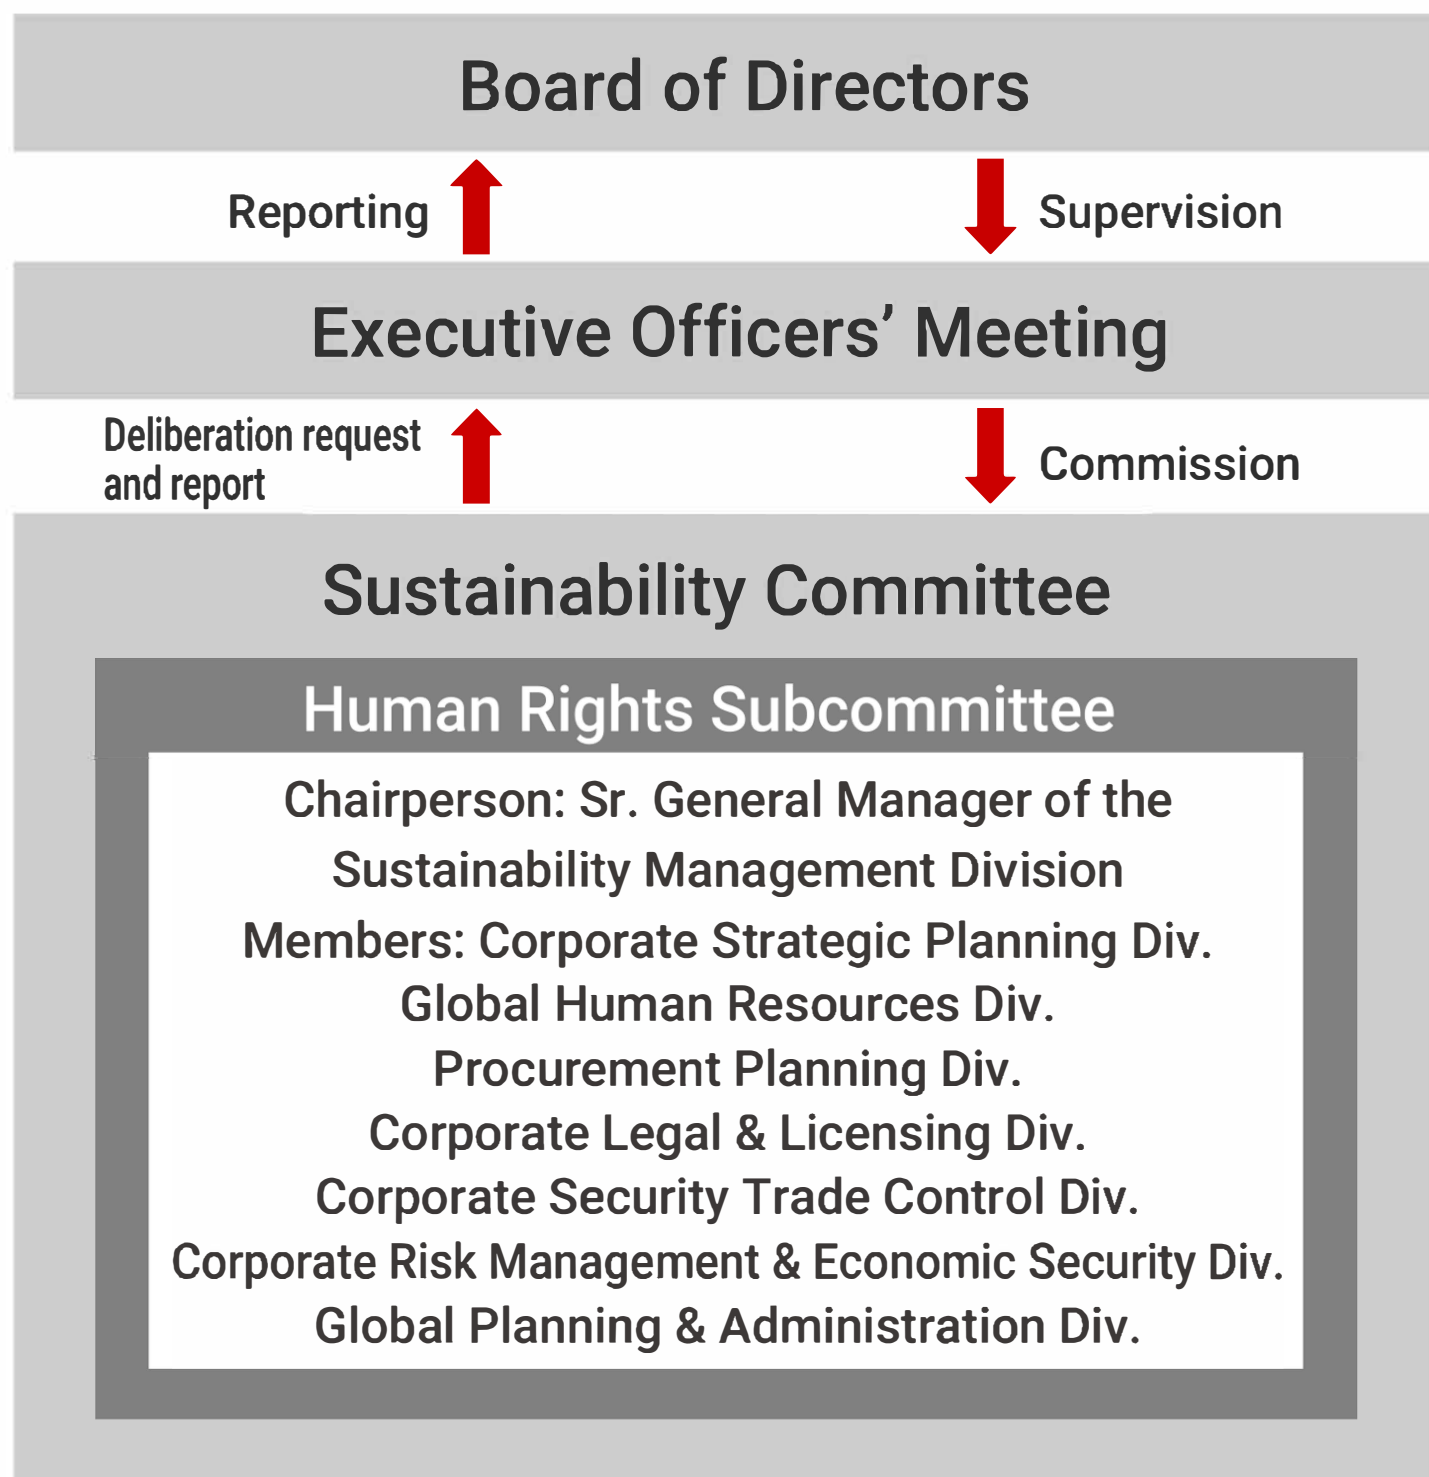 Board of Directors
Reporting
Supervision
Executive Officers’ Meeting
Deliberation request
and report
Commission
Sustainability Committee
Human Rights Subcommittee
Chairperson: Sr. General Manager of the
Sustainability Management Division
Members: Corporate Strategic Planning Div.
Global Human Resources Div.
Procurement Planning Div.
Corporate Legal & Licensing Div.
Corporate Security Trade Control Div.
Corporate Risk Management & Economic Security Div.
Global Planning & Administration Div.